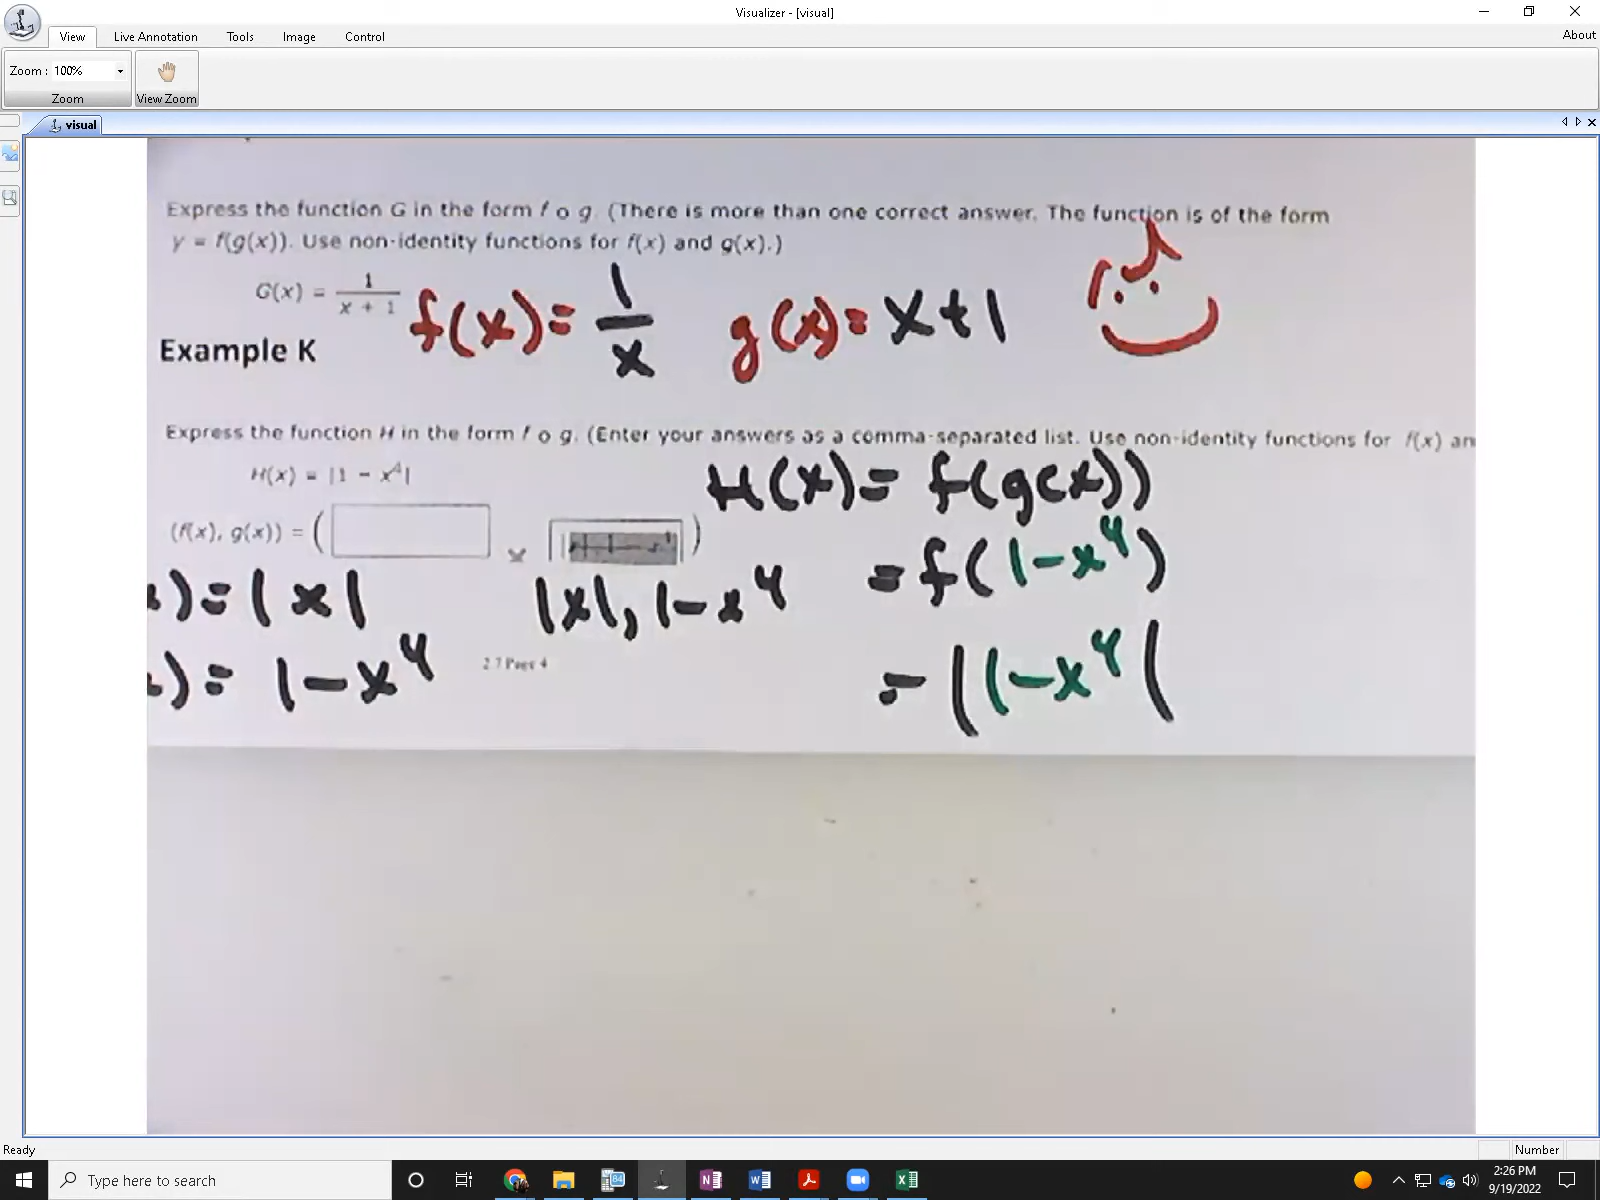 Visualizer - [visual]
View Live Annotation Tools Image Control About
Zoom : 100%
Zoom View Zoom
visual
Express the function G in the form f o g. (There is more than one correct answer. The function is of the form
y = f(g(x)). Use non-identity functions for f(x) and g(x).)
G(x) = 1/(x + 1) f(x) = 1/x g(x) = x+1
Example K
Express the function H in the form f o g. (Enter your answers as a comma-separated list. Use non-identity functions for f(x) an
H(x) = |1 - x⁴| H(x) = f(g(x))
(f(x), g(x)) = ( )
= f(1-x⁴)
) = |x| |x|, 1-x⁴
) = 1-x⁴ 2.7 Page 4 = |1-x⁴|
Ready Number
Type here to search
2:26 PM
9/19/2022